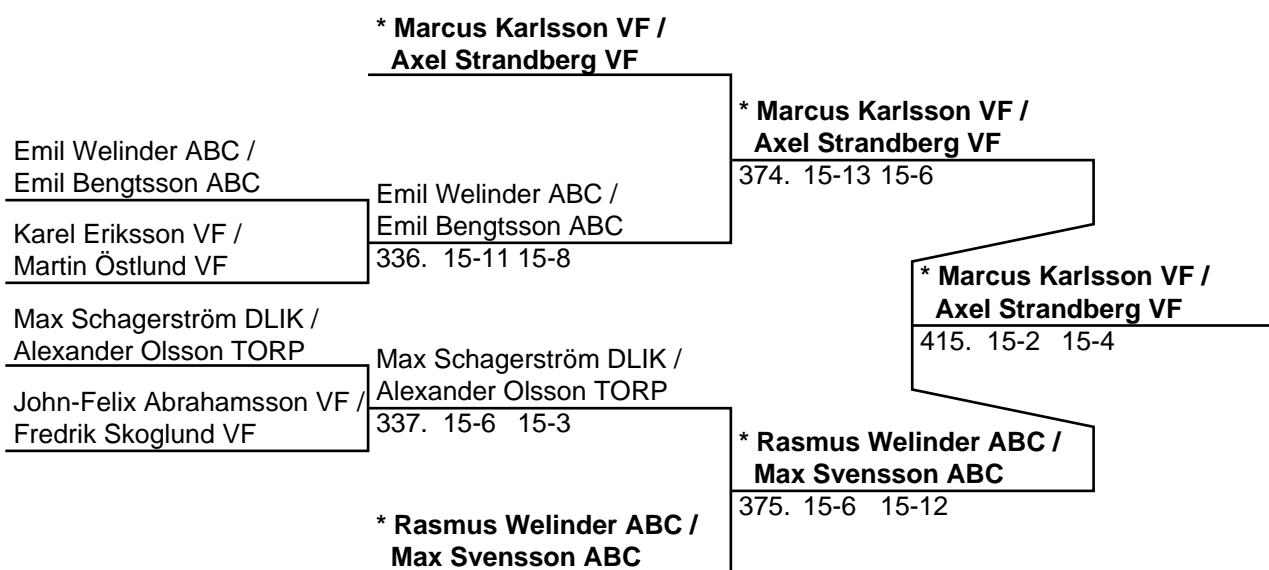 * Marcus Karlsson VF /
Axel Strandberg VF
* Marcus Karlsson VF /
Axel Strandberg VF
374. 15-13 15-6
Emil Welinder ABC /
Emil Bengtsson ABC
Emil Welinder ABC /
Emil Bengtsson ABC
336. 15-11 15-8
Karel Eriksson VF /
Martin Östlund VF
* Marcus Karlsson VF /
Axel Strandberg VF
415. 15-2 15-4
Max Schagerström DLIK /
Alexander Olsson TORP
Max Schagerström DLIK /
Alexander Olsson TORP
337. 15-6 15-3
John-Felix Abrahamsson VF /
Fredrik Skoglund VF
* Rasmus Welinder ABC /
Max Svensson ABC
375. 15-6 15-12
* Rasmus Welinder ABC /
Max Svensson ABC